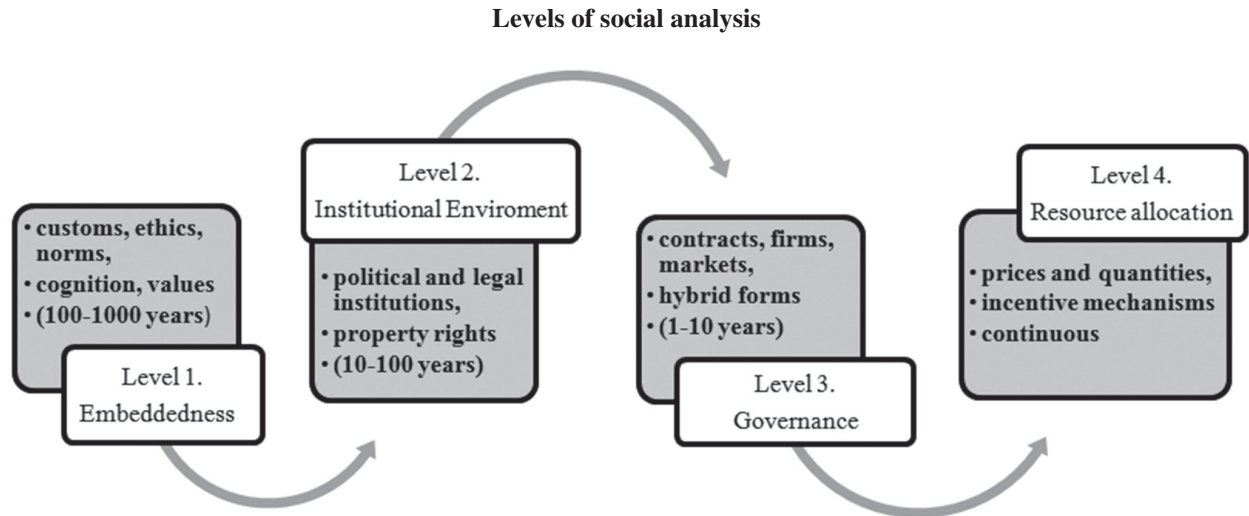 Levels of social analysis
• customs, ethics,
norms,
• cognition, values
• (100-1000 years)
Level 1.
Embeddedness
Level 2.
Institutional Enviroment
• political and legal
institutions,
• property rights
• (10-100 years)
• contracts, firms,
markets,
• hybrid forms
• (1-10 years)
Level 3.
Governance
Level 4.
Resource allocation
• prices and quantities,
• incentive mechanisms
• continuous